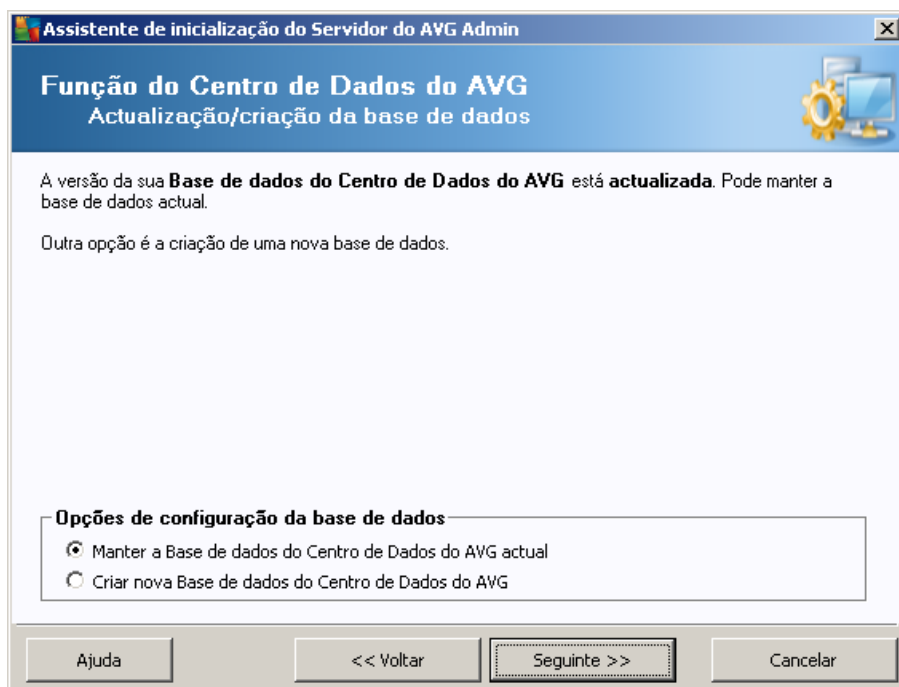 Assistente de inicialização do Servidor do AVG Admin
Função do Centro de Dados do AVG
Actualização/criação da base de dados
A versão da sua Base de dados do Centro de Dados do AVG está actualizada. Pode manter a
base de dados actual.
Outra opção é a criação de uma nova base de dados.
Opções de configuração da base de dados
Manter a Base de dados do Centro de Dados do AVG actual
Criar nova Base de dados do Centro de Dados do AVG
Ajuda << Voltar Seguinte >> Cancelar